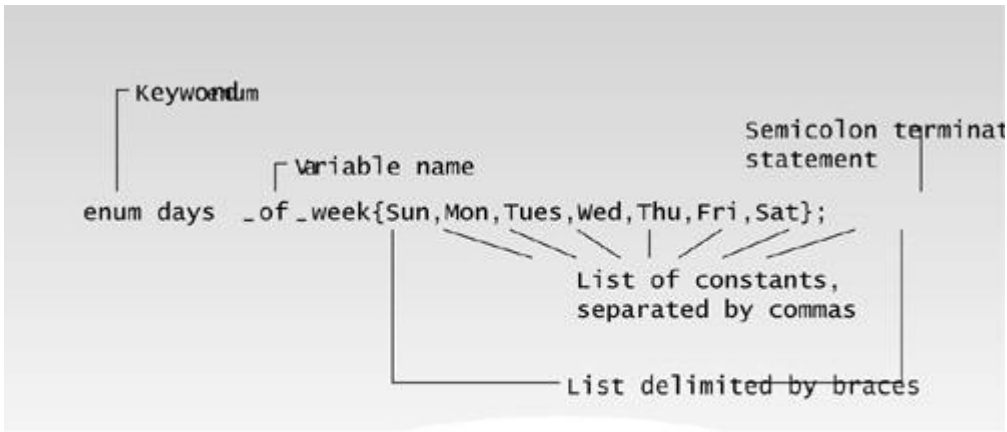 Keyword enum
Semicolon terminat
statement
Variable name
enum days _of_week{Sun,Mon,Tues,Wed,Thu,Fri,Sat};
List of constants,
separated by commas
List delimited by braces